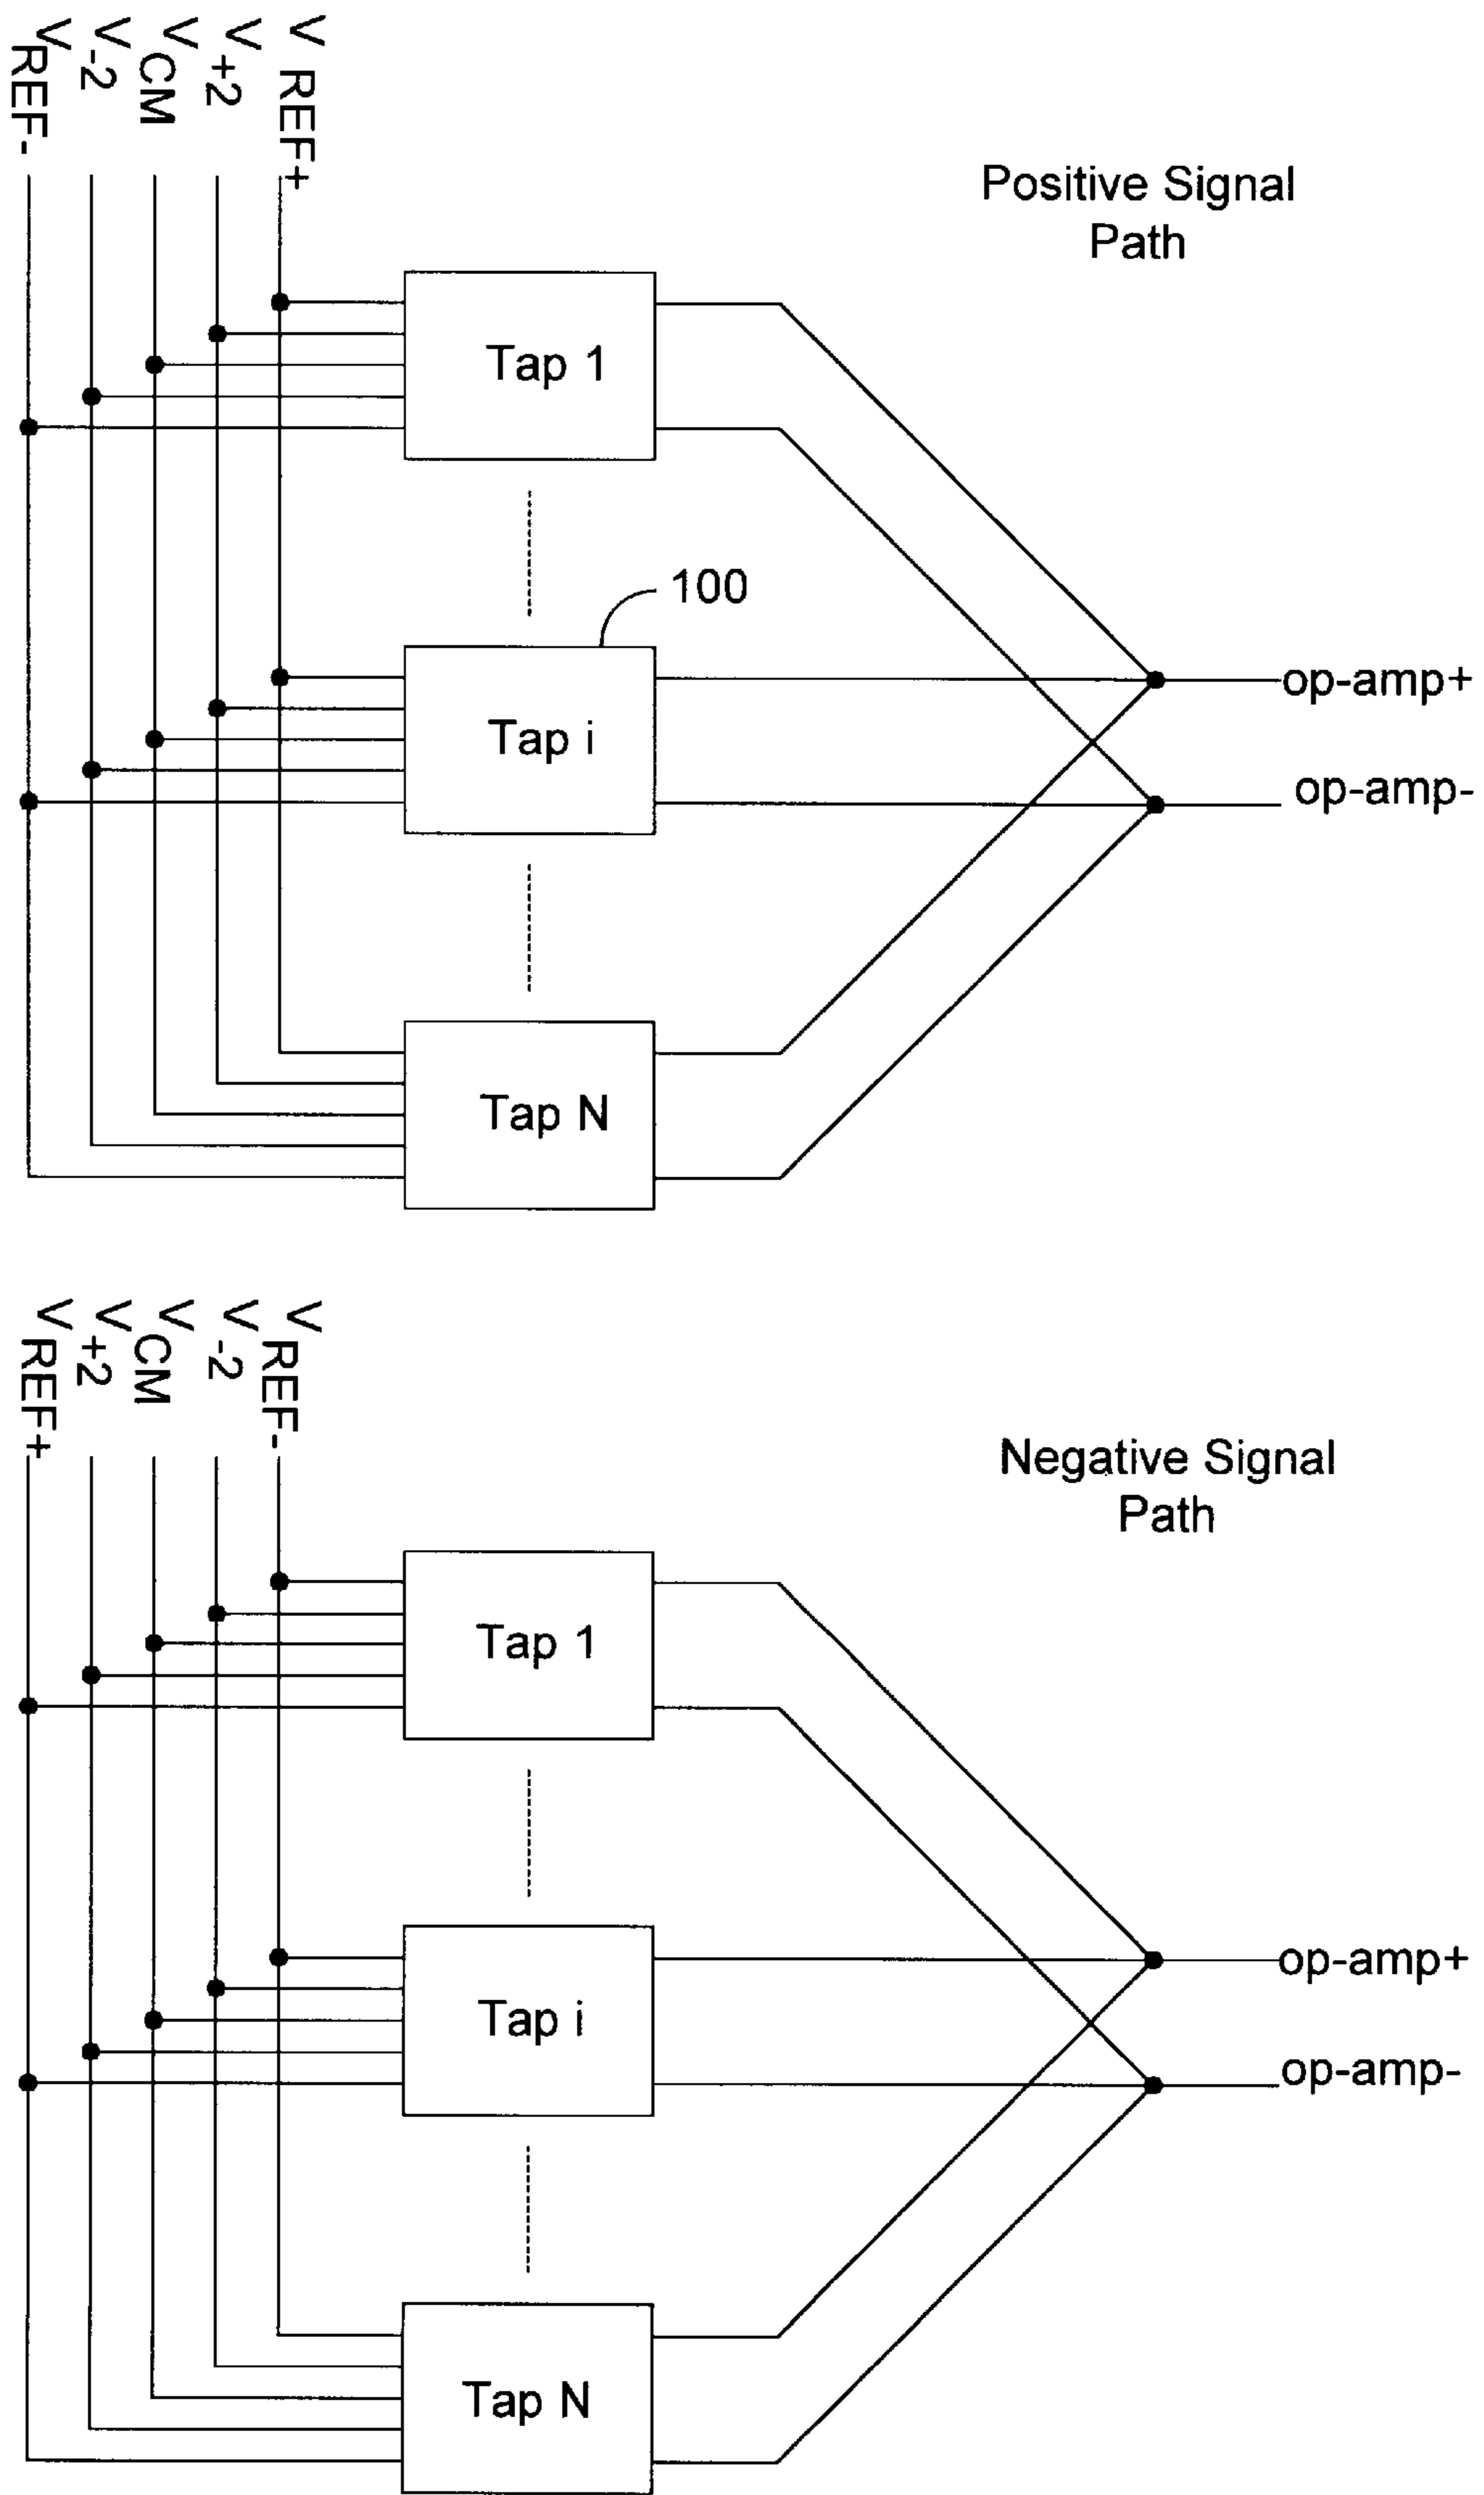 V REF-
V -2
V CM
V +2
V REF+
Positive Signal
Path
Tap 1
100
Tap i
op-amp+
op-amp-
Tap N
V REF+
V +2
V CM
V -2
V REF-
Negative Signal
Path
Tap 1
Tap i
op-amp+
op-amp-
Tap N